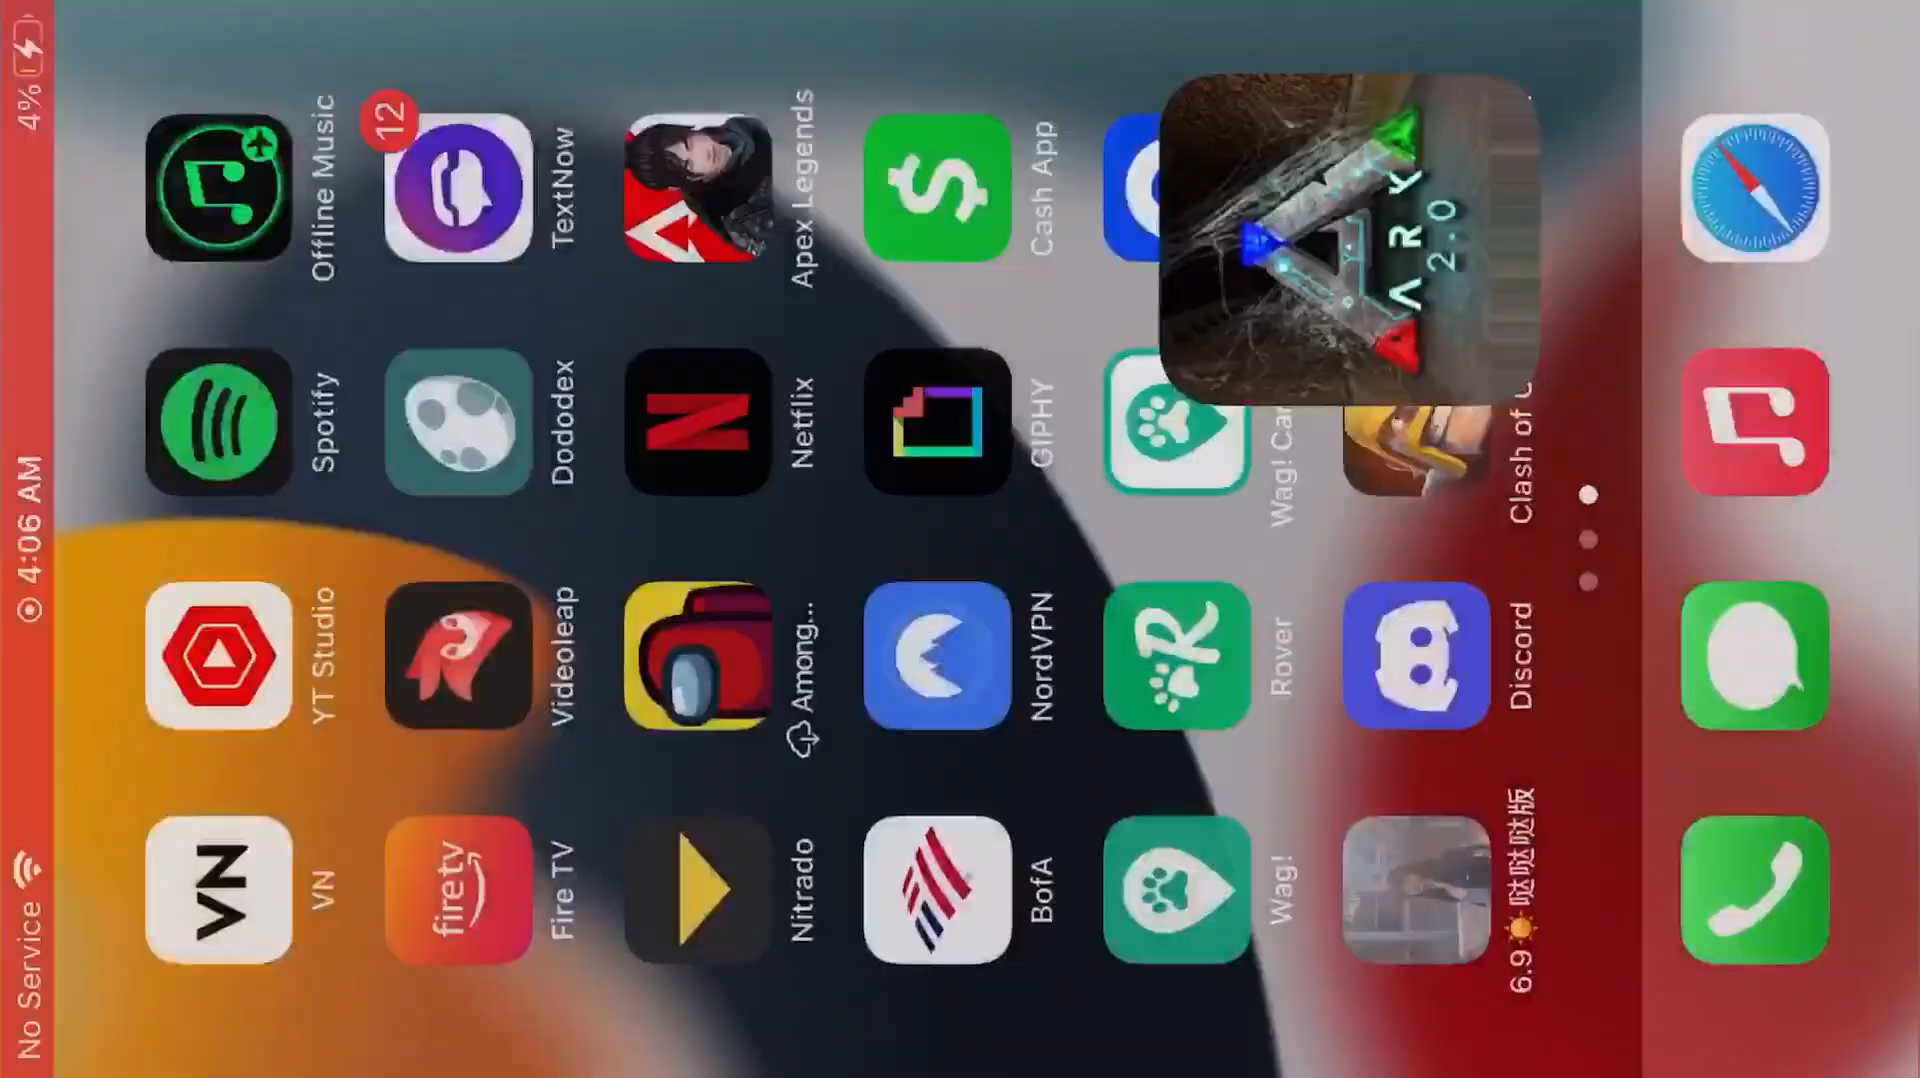 No Service
4:06 AM
4%
VN
VN
YT Studio
Spotify
Offline Music
firetv
Fire TV
Videoleap
Dododex
12
TextNow
Nitrado
Among...
Netflix
Apex Legends
BofA
NordVPN
GIPHY
$
Cash App
Wag!
R
Rover
Wag! Car
ARK
2.0
6.9☀️哒哒哒版
Discord
Clash of C